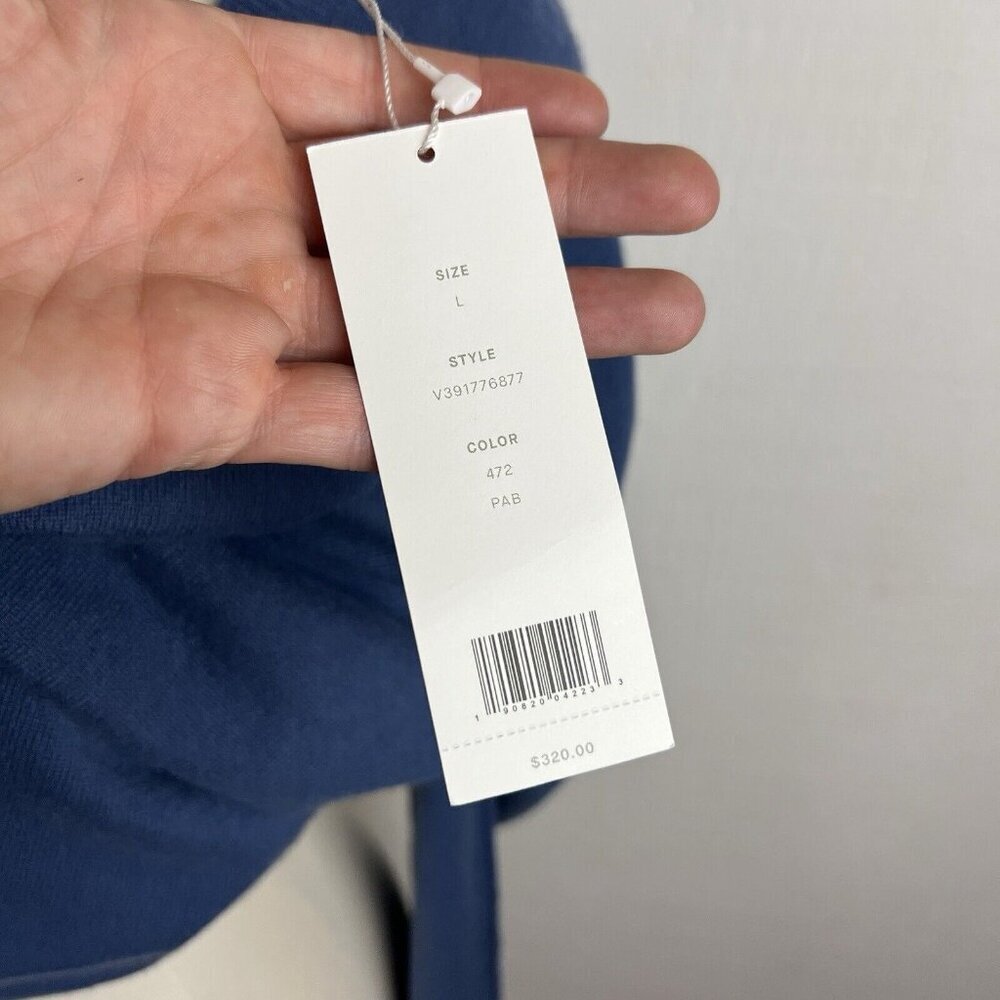 SIZE
L
STYLE
V391776877
COLOR
472
PAB
1 90820 04223 3
$320.00